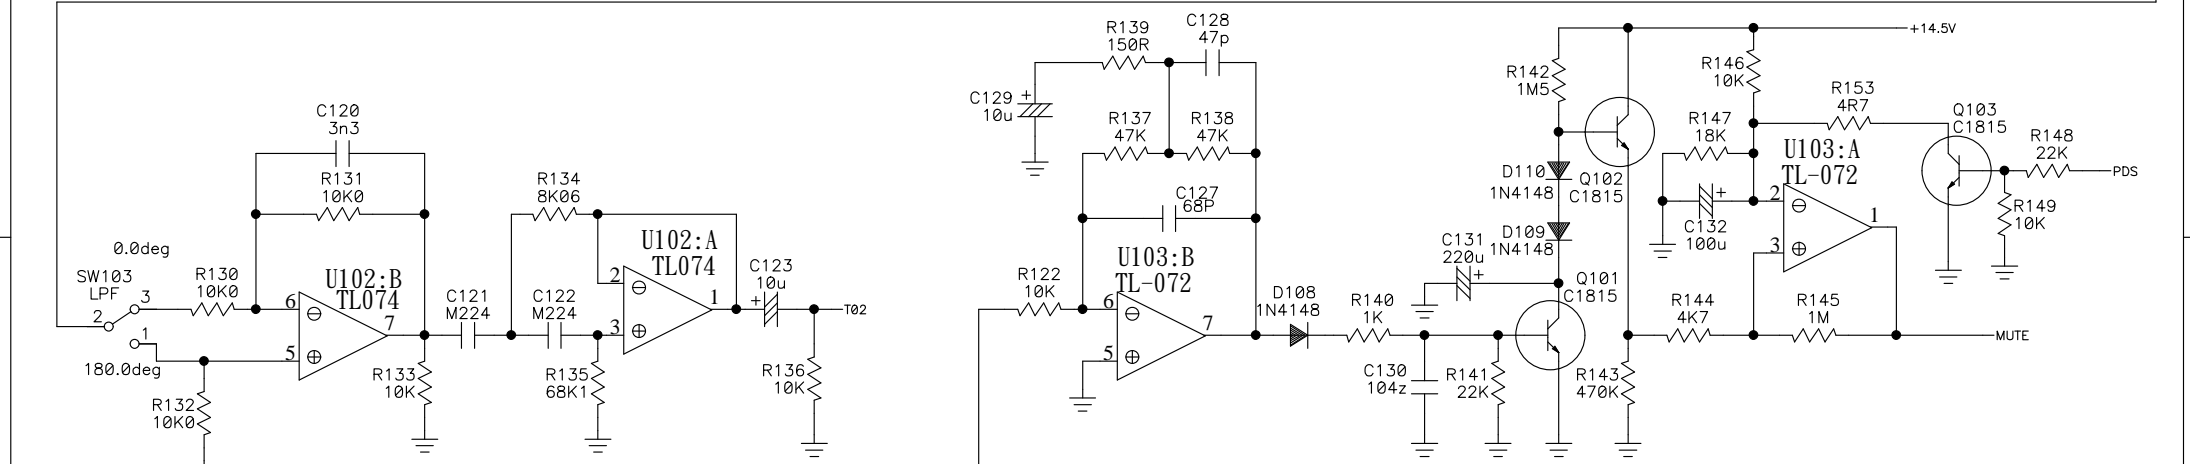 C120
3n3
R131
10K0
0.0deg
SW103
LPF
3
2
1
180.0deg
R130
10K0
U102:B
TL074
6
5
7
R132
10K0
R133
10K
C121
M224
C122
M224
R134
8K06
U102:A
TL074
2
3
1
R135
68K1
C123
10u
+
T02
R136
10K
R139
150R
C128
47p
C129
10u
+
R137
47K
R138
47K
C127
68P
R122
10K
U103:B
TL-072
6
5
7
D108
1N4148
R140
1K
C130
104z
R141
22K
C131
220u
+
R142
1M5
D110
1N4148
D109
1N4148
Q102
C1815
Q101
C1815
R143
470K
+14.5V
R146
10K
R147
18K
C132
100u
+
R153
4R7
U103:A
TL-072
2
3
1
R144
4K7
R145
1M
MUTE
Q103
C1815
R148
22K
PDS
R149
10K